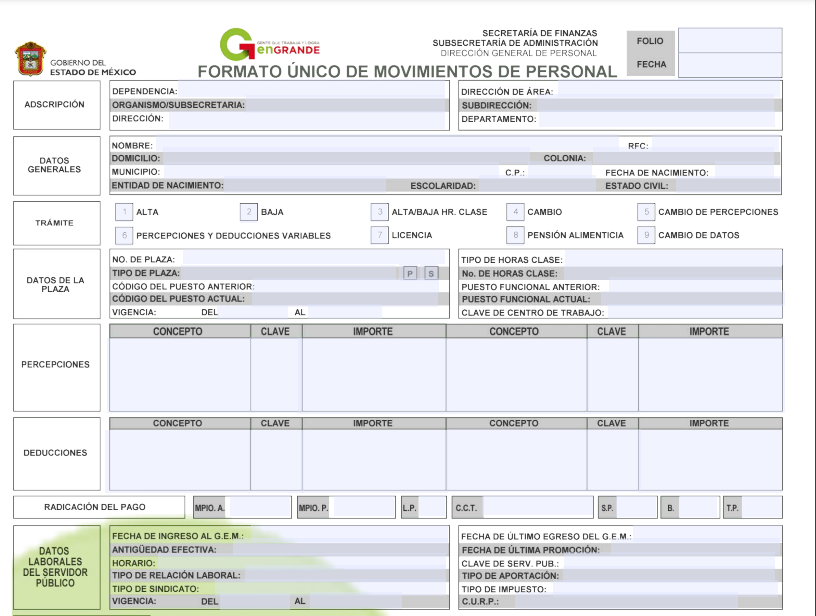 GOBIERNO DEL
ESTADO DE MÉXICO
enGRANDE
SECRETARÍA DE FINANZAS
SUBSECRETARÍA DE ADMINISTRACIÓN
DIRECCIÓN GENERAL DE PERSONAL
FORMATO ÚNICO DE MOVIMIENTOS DE PERSONAL
FOLIO
FECHA
ADSCRIPCIÓN
DEPENDENCIA:
ORGANISMO/SUBSECRETARIA:
DIRECCIÓN:
DIRECCIÓN DE ÁREA:
SUBDIRECCIÓN:
DEPARTAMENTO:
DATOS
GENERALES
NOMBRE: RFC:
DOMICILIO: COLONIA:
MUNICIPIO: C.P.: FECHA DE NACIMIENTO:
ENTIDAD DE NACIMIENTO: ESCOLARIDAD: ESTADO CIVIL:
TRÁMITE
1 ALTA 2 BAJA 3 ALTA/BAJA HR. CLASE 4 CAMBIO 5 CAMBIO DE PERCEPCIONES
6 PERCEPCIONES Y DEDUCCIONES VARIABLES 7 LICENCIA 8 PENSIÓN ALIMENTICIA 9 CAMBIO DE DATOS
DATOS DE LA
PLAZA
NO. DE PLAZA:
TIPO DE PLAZA: P S
CÓDIGO DEL PUESTO ANTERIOR:
CÓDIGO DEL PUESTO ACTUAL:
VIGENCIA: DEL AL
TIPO DE HORAS CLASE:
No. DE HORAS CLASE:
PUESTO FUNCIONAL ANTERIOR:
PUESTO FUNCIONAL ACTUAL:
CLAVE DE CENTRO DE TRABAJO:
PERCEPCIONES
CONCEPTO CLAVE IMPORTE CONCEPTO CLAVE IMPORTE
DEDUCCIONES
CONCEPTO CLAVE IMPORTE CONCEPTO CLAVE IMPORTE
RADICACIÓN DEL PAGO MPIO. A. MPIO. P. L.P. C.C.T. S.P. B. T.P.
DATOS
LABORALES
DEL SERVIDOR
PÚBLICO
FECHA DE INGRESO AL G.E.M.:
ANTIGÜEDAD EFECTIVA:
HORARIO:
TIPO DE RELACIÓN LABORAL:
TIPO DE SINDICATO:
VIGENCIA: DEL AL
FECHA DE ÚLTIMO EGRESO DEL G.E.M.:
FECHA DE ÚLTIMA PROMOCIÓN:
CLAVE DE SERV. PUB.:
TIPO DE APORTACIÓN:
TIPO DE IMPUESTO:
C.U.R.P.: